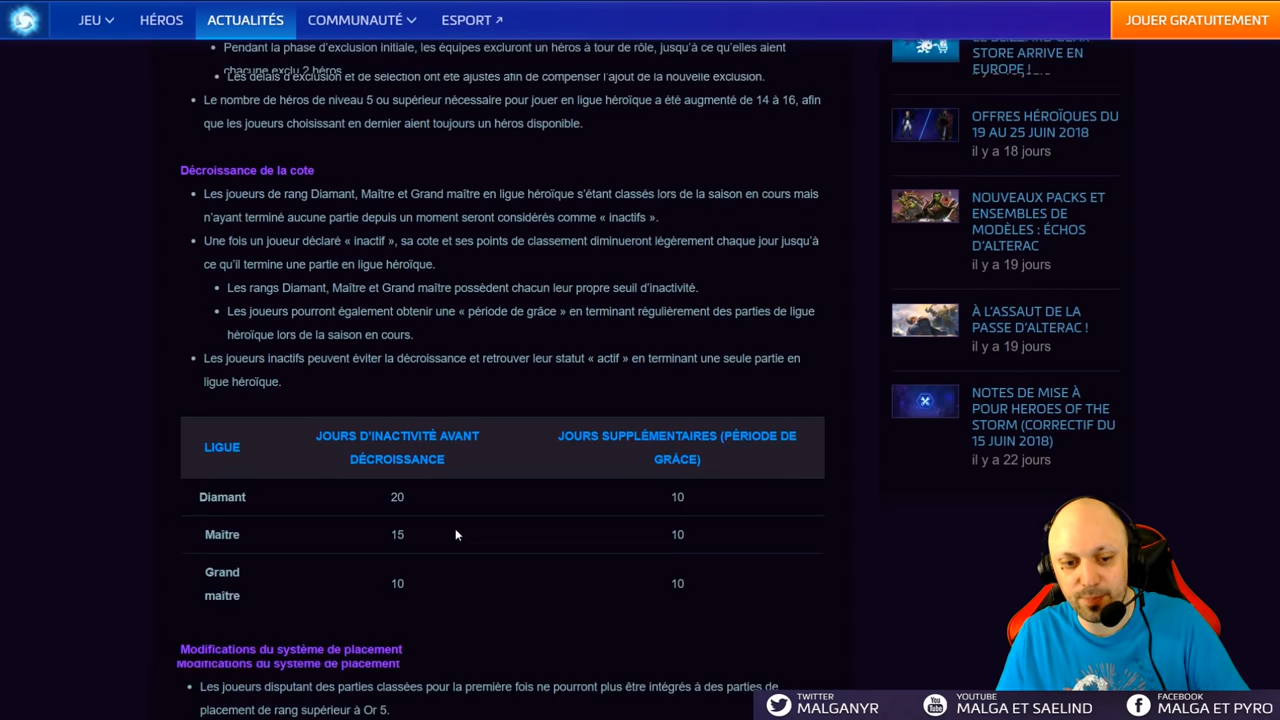 JEU HÉROS ACTUALITÉS COMMUNAUTÉ ESPORT JOUER GRATUITEMENT
Pendant la phase d'exclusion initiale, les équipes excluront un héros à tour de rôle, jusqu'à ce qu'elles aient
chacune exclu 2 héros.
Les délais d'exclusion et de sélection ont été ajustés afin de compenser l'ajout de la nouvelle exclusion.
Le nombre de héros de niveau 5 ou supérieur nécessaire pour jouer en ligue héroïque a été augmenté de 14 à 16, afin
que les joueurs choisissant en dernier aient toujours un héros disponible.
Décroissance de la cote
Les joueurs de rang Diamant, Maître et Grand maître en ligue héroïque s'étant classés lors de la saison en cours mais
n'ayant terminé aucune partie depuis un moment seront considérés comme « inactifs ».
Une fois un joueur déclaré « inactif », sa cote et ses points de classement diminueront légèrement chaque jour jusqu'à
ce qu'il termine une partie en ligue héroïque.
Les rangs Diamant, Maître et Grand maître possèdent chacun leur propre seuil d'inactivité.
Les joueurs pourront également obtenir une « période de grâce » en terminant régulièrement des parties de ligue
héroïque lors de la saison en cours.
Les joueurs inactifs peuvent éviter la décroissance et retrouver leur statut « actif » en terminant une seule partie en
ligue héroïque.
LIGUE
JOURS D'INACTIVITÉ AVANT
DÉCROISSANCE
JOURS SUPPLÉMENTAIRES (PÉRIODE DE
GRÂCE)
Diamant 20 10
Maître 15 10
Grand
maître
10 10
Modifications du système de placement
Modifications du système de placement
Les joueurs disputant des parties classées pour la première fois ne pourront plus être intégrés à des parties de
placement de rang supérieur à Or 5.
LE BLIZZARD GEAR
STORE ARRIVE EN
EUROPE !
il y a jours
OFFRES HÉROÏQUES DU
19 AU 25 JUIN 2018
il y a 18 jours
NOUVEAUX PACKS ET
ENSEMBLES DE
MODÈLES : ÉCHOS
D'ALTERAC
il y a 19 jours
À L'ASSAUT DE LA
PASSE D'ALTERAC !
il y a 19 jours
NOTES DE MISE À
POUR HEROES OF THE
STORM (CORRECTIF DU
15 JUIN 2018)
il y a 22 jours
TWITTER
MALGANYR
YOUTUBE
MALGA ET SAELIND
FACEBOOK
MALGA ET PYRO